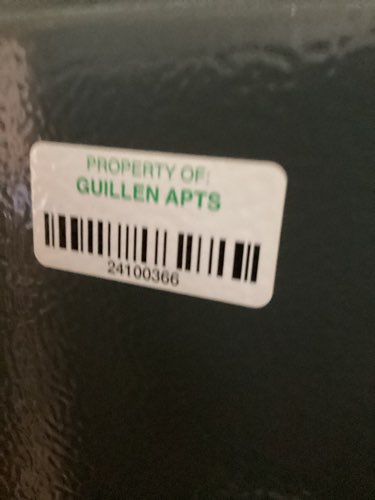 PROPERTY OF:
GUILLEN APTS
24100366